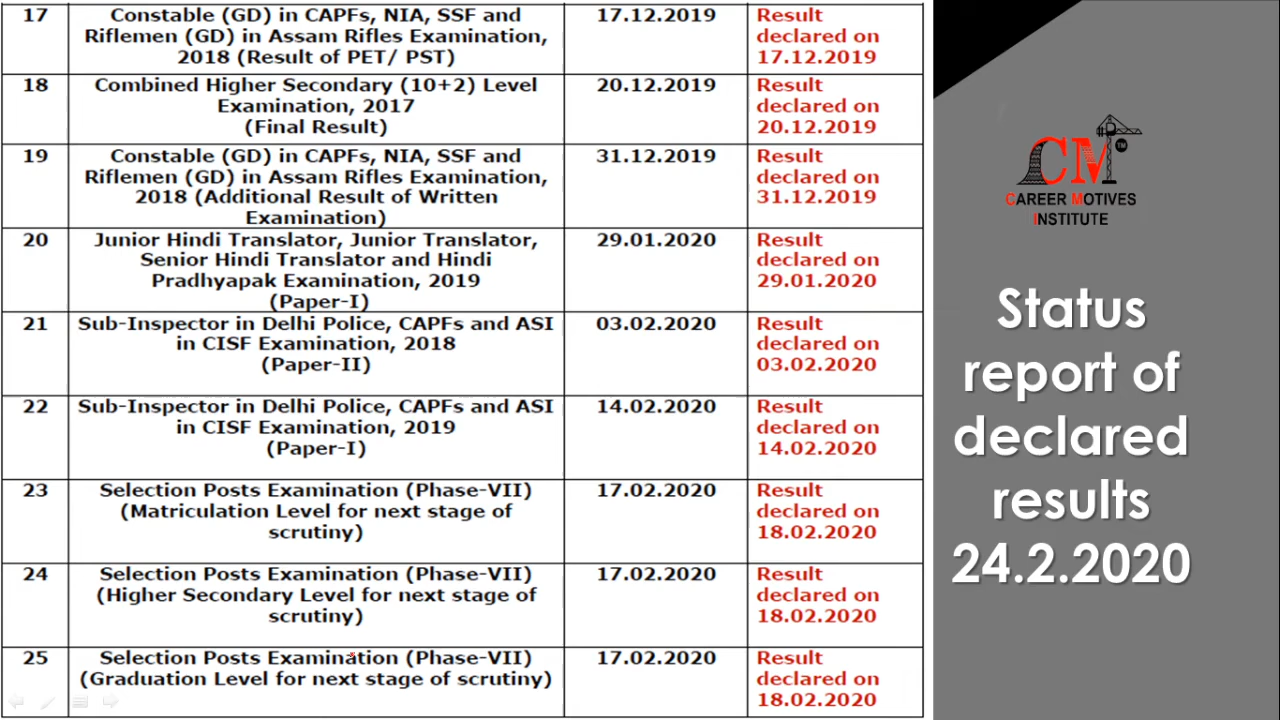 17
Constable (GD) in CAPFs, NIA, SSF and
Riflemen (GD) in Assam Rifles Examination,
2018 (Result of PET/ PST)
17.12.2019
Result
declared on
17.12.2019
18
Combined Higher Secondary (10+2) Level
Examination, 2017
(Final Result)
20.12.2019
Result
declared on
20.12.2019
19
Constable (GD) in CAPFs, NIA, SSF and
Riflemen (GD) in Assam Rifles Examination,
2018 (Additional Result of Written
Examination)
31.12.2019
Result
declared on
31.12.2019
20
Junior Hindi Translator, Junior Translator,
Senior Hindi Translator and Hindi
Pradhyapak Examination, 2019
(Paper-I)
29.01.2020
Result
declared on
29.01.2020
21
Sub-Inspector in Delhi Police, CAPFs and ASI
in CISF Examination, 2018
(Paper-II)
03.02.2020
Result
declared on
03.02.2020
22
Sub-Inspector in Delhi Police, CAPFs and ASI
in CISF Examination, 2019
(Paper-I)
14.02.2020
Result
declared on
14.02.2020
23
Selection Posts Examination (Phase-VII)
(Matriculation Level for next stage of
scrutiny)
17.02.2020
Result
declared on
18.02.2020
24
Selection Posts Examination (Phase-VII)
(Higher Secondary Level for next stage of
scrutiny)
17.02.2020
Result
declared on
18.02.2020
25
Selection Posts Examination (Phase-VII)
(Graduation Level for next stage of scrutiny)
17.02.2020
Result
declared on
18.02.2020
CM TM
CAREER MOTIVES
INSTITUTE
Status
report of
declared
results
24.2.2020